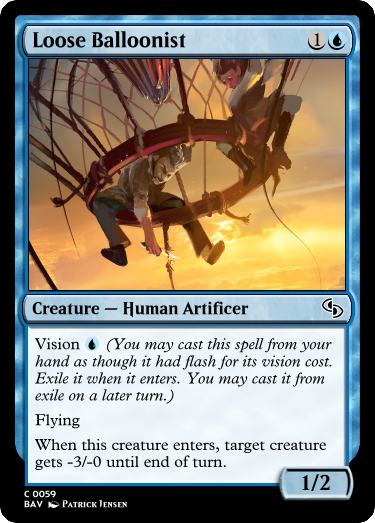 Loose Balloonist 1
Creature — Human Artificer
Vision (You may cast this spell from your
hand as though it had flash for its vision cost.
Exile it when it enters. You may cast it from
exile on a later turn.)
Flying
When this creature enters, target creature
gets -3/-0 until end of turn.
1/2
C 0059
BAV Patrick Jensen